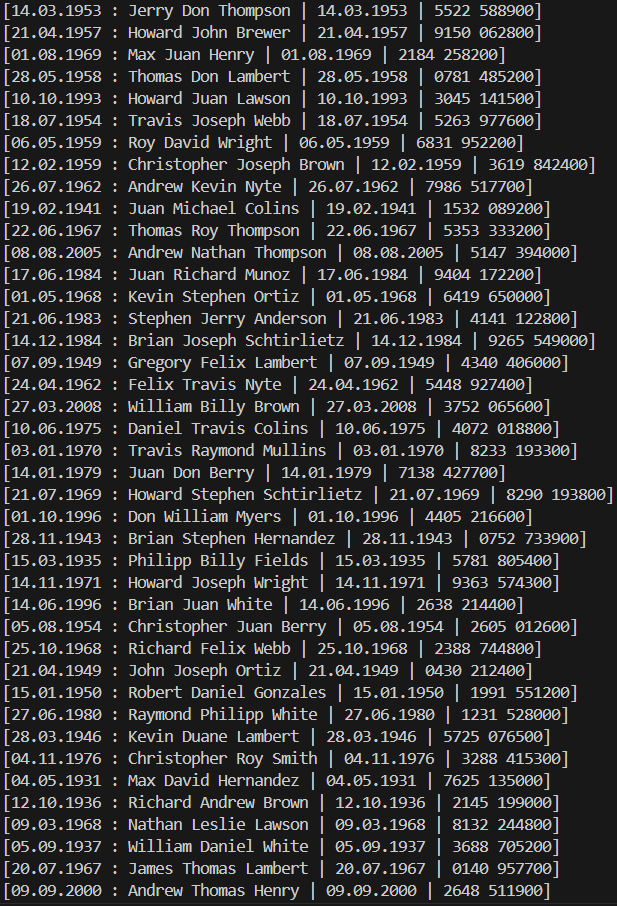 [14.03.1953 : Jerry Don Thompson | 14.03.1953 | 5522 588900]
[21.04.1957 : Howard John Brewer | 21.04.1957 | 9150 062800]
[01.08.1969 : Max Juan Henry | 01.08.1969 | 2184 258200]
[28.05.1958 : Thomas Don Lambert | 28.05.1958 | 0781 485200]
[10.10.1993 : Howard Juan Lawson | 10.10.1993 | 3045 141500]
[18.07.1954 : Travis Joseph Webb | 18.07.1954 | 5263 977600]
[06.05.1959 : Roy David Wright | 06.05.1959 | 6831 952200]
[12.02.1959 : Christopher Joseph Brown | 12.02.1959 | 3619 842400]
[26.07.1962 : Andrew Kevin Nyte | 26.07.1962 | 7986 517700]
[19.02.1941 : Juan Michael Colins | 19.02.1941 | 1532 089200]
[22.06.1967 : Thomas Roy Thompson | 22.06.1967 | 5353 333200]
[08.08.2005 : Andrew Nathan Thompson | 08.08.2005 | 5147 394000]
[17.06.1984 : Juan Richard Munoz | 17.06.1984 | 9404 172200]
[01.05.1968 : Kevin Stephen Ortiz | 01.05.1968 | 6419 650000]
[21.06.1983 : Stephen Jerry Anderson | 21.06.1983 | 4141 122800]
[14.12.1984 : Brian Joseph Schtirlietz | 14.12.1984 | 9265 549000]
[07.09.1949 : Gregory Felix Lambert | 07.09.1949 | 4340 406000]
[24.04.1962 : Felix Travis Nyte | 24.04.1962 | 5448 927400]
[27.03.2008 : William Billy Brown | 27.03.2008 | 3752 065600]
[10.06.1975 : Daniel Travis Colins | 10.06.1975 | 4072 018800]
[03.01.1970 : Travis Raymond Mullins | 03.01.1970 | 8233 193300]
[14.01.1979 : Juan Don Berry | 14.01.1979 | 7138 427700]
[21.07.1969 : Howard Stephen Schtirlietz | 21.07.1969 | 8290 193800]
[01.10.1996 : Don William Myers | 01.10.1996 | 4405 216600]
[28.11.1943 : Brian Stephen Hernandez | 28.11.1943 | 0752 733900]
[15.03.1935 : Philipp Billy Fields | 15.03.1935 | 5781 805400]
[14.11.1971 : Howard Joseph Wright | 14.11.1971 | 9363 574300]
[14.06.1996 : Brian Juan White | 14.06.1996 | 2638 214400]
[05.08.1954 : Christopher Juan Berry | 05.08.1954 | 2605 012600]
[25.10.1968 : Richard Felix Webb | 25.10.1968 | 2388 744800]
[21.04.1949 : John Joseph Ortiz | 21.04.1949 | 0430 212400]
[15.01.1950 : Robert Daniel Gonzales | 15.01.1950 | 1991 551200]
[27.06.1980 : Raymond Philipp White | 27.06.1980 | 1231 528000]
[28.03.1946 : Kevin Duane Lambert | 28.03.1946 | 5725 076500]
[04.11.1976 : Christopher Roy Smith | 04.11.1976 | 3288 415300]
[04.05.1931 : Max David Hernandez | 04.05.1931 | 7625 135000]
[12.10.1936 : Richard Andrew Brown | 12.10.1936 | 2145 199000]
[09.03.1968 : Nathan Leslie Lawson | 09.03.1968 | 8132 244800]
[05.09.1937 : William Daniel White | 05.09.1937 | 3688 705200]
[20.07.1967 : James Thomas Lambert | 20.07.1967 | 0140 957700]
[09.09.2000 : Andrew Thomas Henry | 09.09.2000 | 2648 511900]